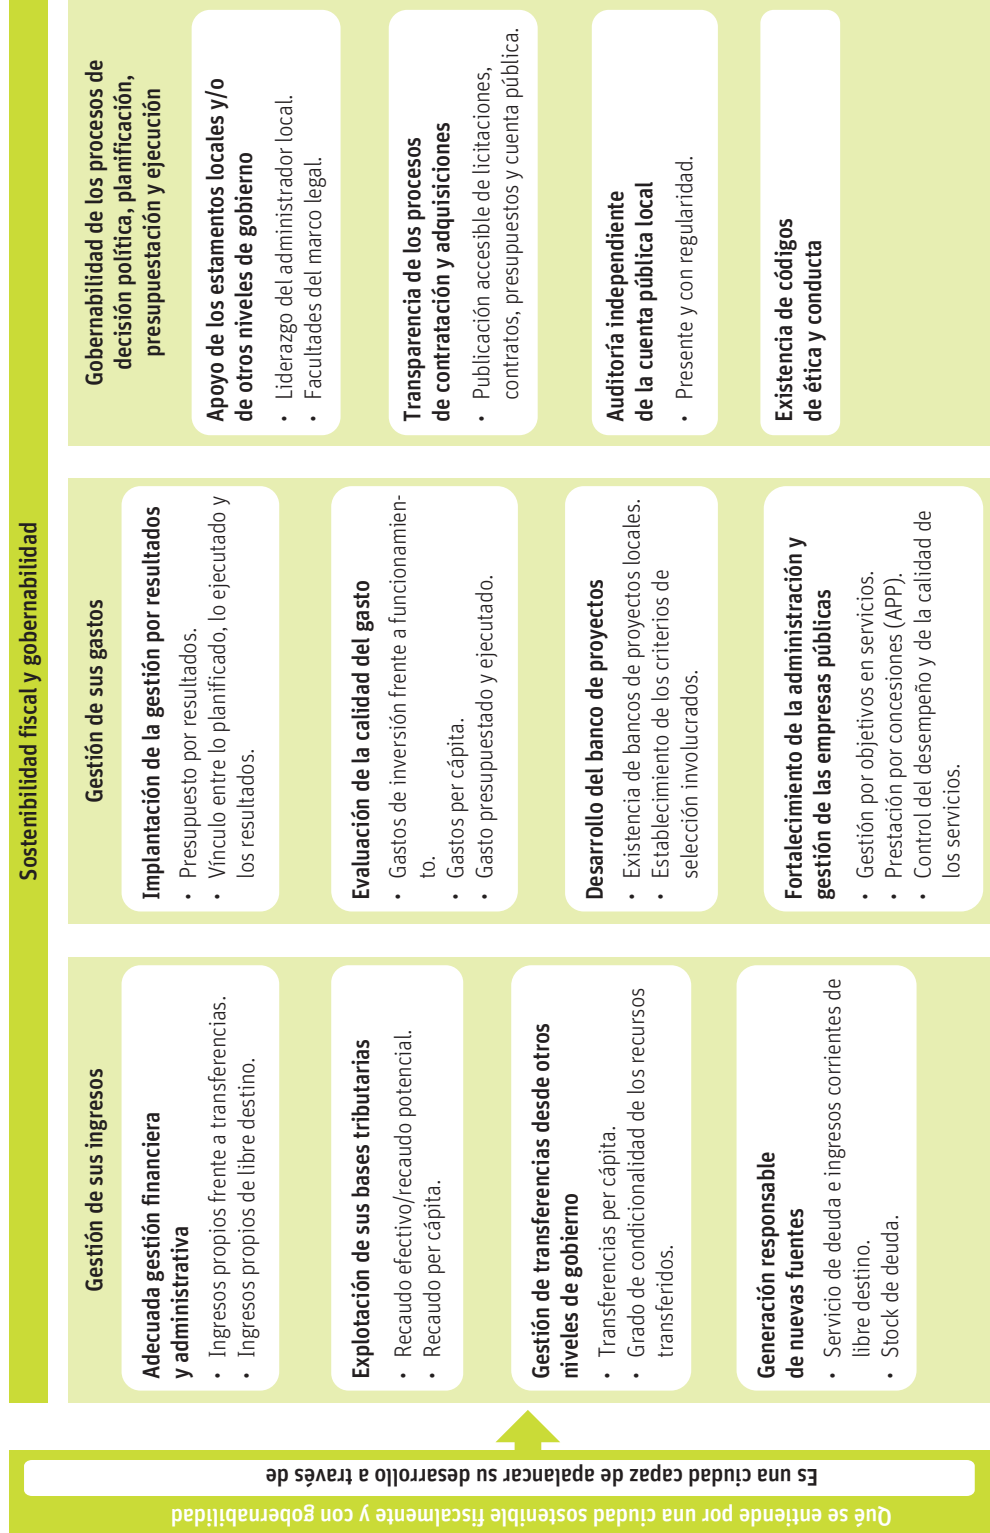 Sostenibilidad fiscal y gobernabilidad
Qué se entiende por una ciudad sostenible fiscalmente y con gobernabilidad
Es una ciudad capaz de apalancar su desarrollo a través de
Gestión de sus ingresos
Adecuada gestión financiera
y administrativa
• Ingresos propios frente a transferencias.
• Ingresos propios de libre destino.
Explotación de sus bases tributarias
• Recaudo efectivo/recaudo potencial.
• Recaudo per cápita.
Gestión de transferencias desde otros
niveles de gobierno
• Transferencias per cápita.
• Grado de condicionalidad de los recursos
transferidos.
Generación responsable
de nuevas fuentes
• Servicio de deuda e ingresos corrientes de
libre destino.
• Stock de deuda.
Gestión de sus gastos
Implantación de la gestión por resultados
• Presupuesto por resultados.
• Vínculo entre lo planificado, lo ejecutado y
los resultados.
Evaluación de la calidad del gasto
• Gastos de inversión frente a funcionamien-
to.
• Gastos per cápita.
• Gasto presupuestado y ejecutado.
Desarrollo del banco de proyectos
• Existencia de bancos de proyectos locales.
• Establecimiento de los criterios de
selección involucrados.
Fortalecimiento de la administración y
gestión de las empresas públicas
• Gestión por objetivos en servicios.
• Prestación por concesiones (APP).
• Control del desempeño y de la calidad de
los servicios.
Gobernabilidad de los procesos de
decisión política, planificación,
presupuestación y ejecución
Apoyo de los estamentos locales y/o
de otros niveles de gobierno
• Liderazgo del administrador local.
• Facultades del marco legal.
Transparencia de los procesos
de contratación y adquisiciones
• Publicación accesible de licitaciones,
contratos, presupuestos y cuenta pública.
Auditoría independiente
de la cuenta pública local
• Presente y con regularidad.
Existencia de códigos
de ética y conducta